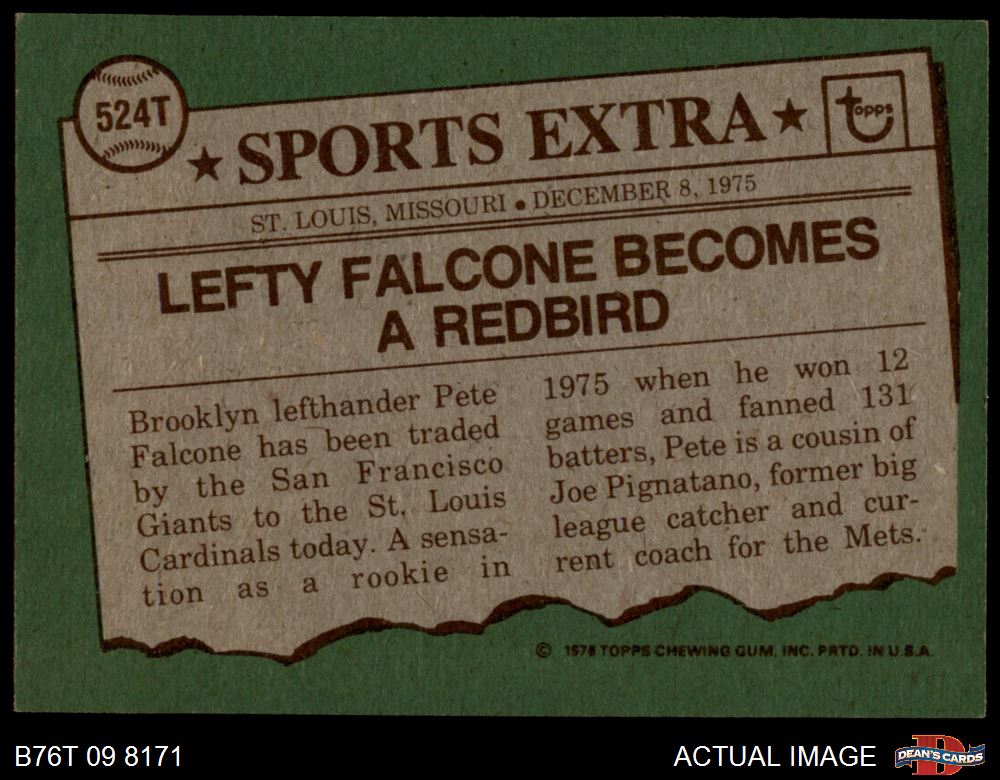 524T
★ SPORTS EXTRA ★
topps
ST. LOUIS, MISSOURI • DECEMBER 8, 1975
LEFTY FALCONE BECOMES
A REDBIRD
Brooklyn lefthander Pete
Falcone has been traded
by the San Francisco
Giants to the St. Louis
Cardinals today. A sensa-
tion as a rookie in
1975 when he won 12
games and fanned 131
batters, Pete is a cousin of
Joe Pignatano, former big
league catcher and cur-
rent coach for the Mets.
© 1976 TOPPS CHEWING GUM, INC. PRTD. IN U.S.A.
B76T 09 8171
ACTUAL IMAGE
DEAN'S CARDS